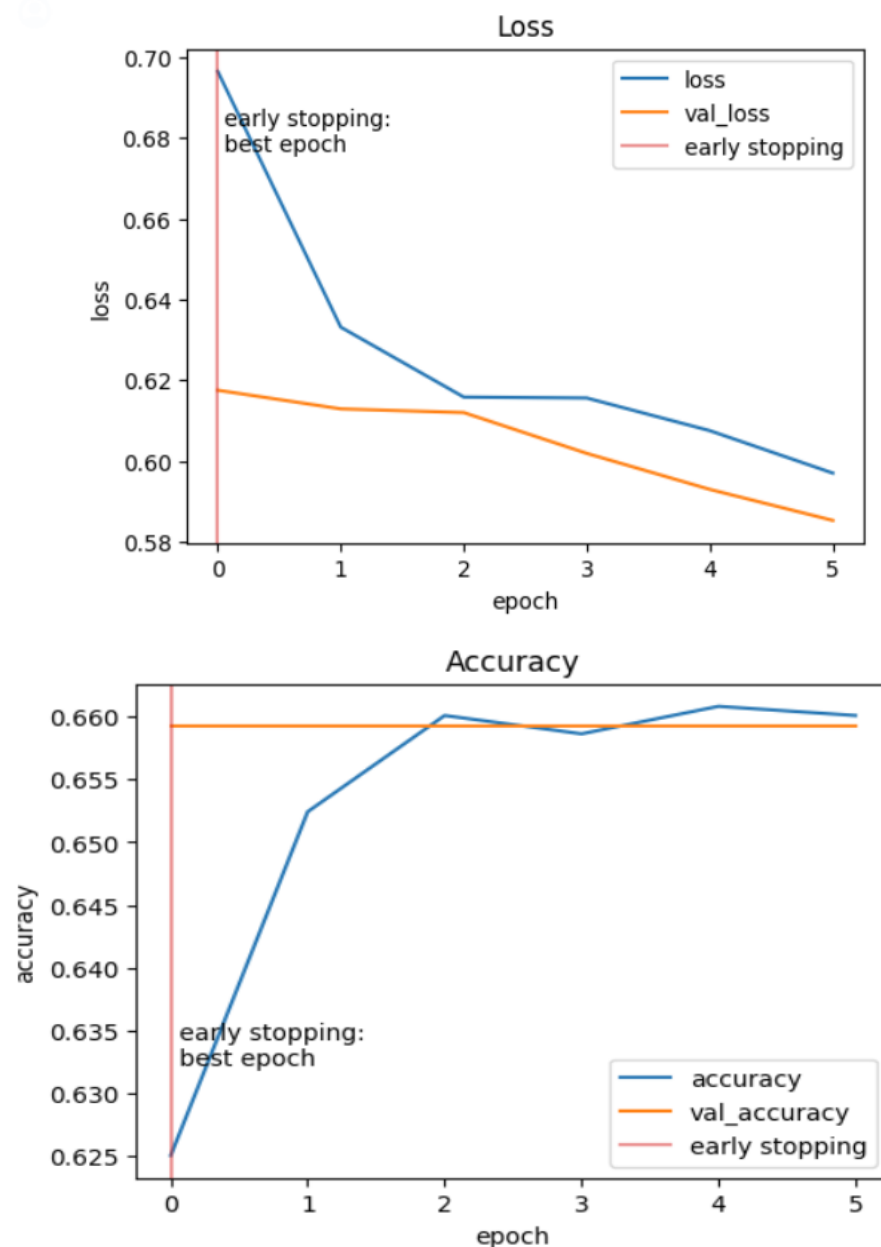 Loss
0.70
0.68
0.66
0.64
0.62
0.60
0.58
loss
early stopping:
best epoch
loss
val_loss
early stopping
0 1 2 3 4 5
epoch
Accuracy
0.660
0.655
0.650
0.645
0.640
0.635
0.630
0.625
accuracy
early stopping:
best epoch
accuracy
val_accuracy
early stopping
0 1 2 3 4 5
epoch